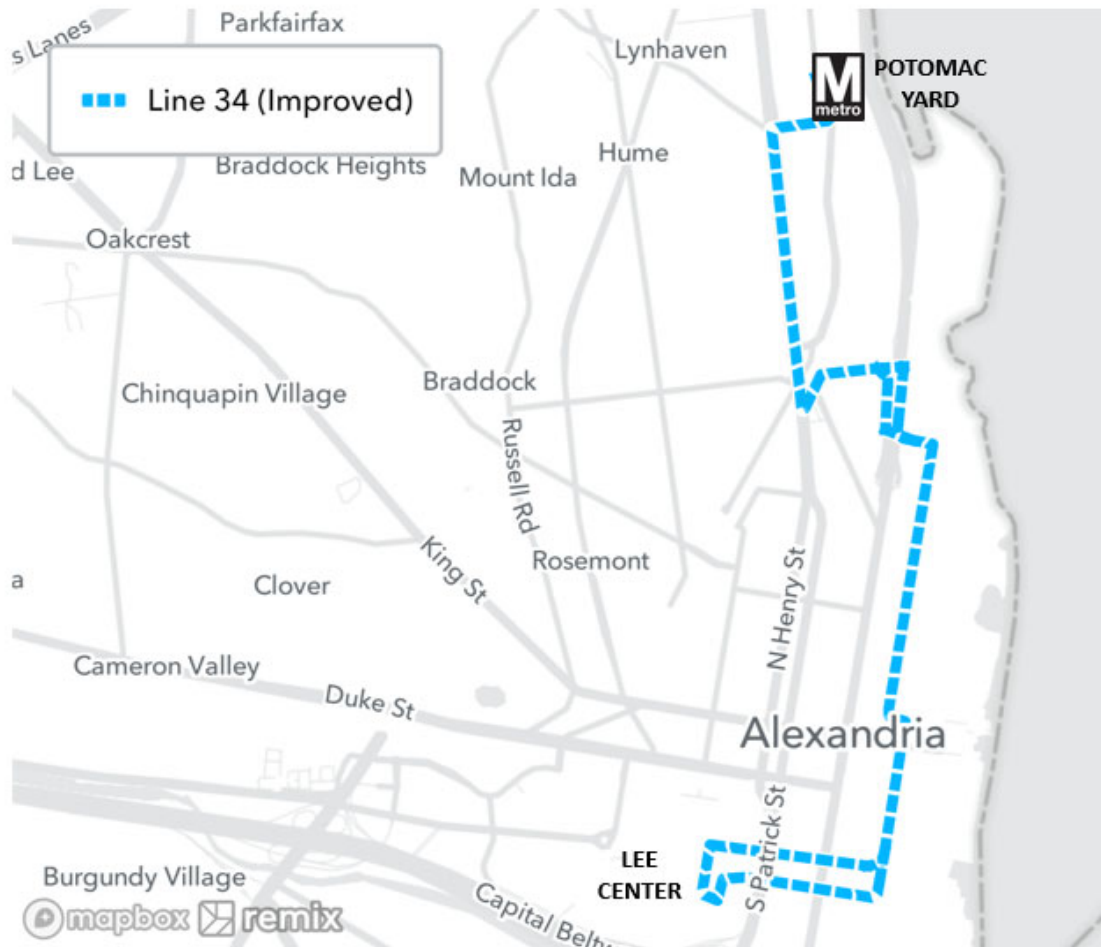 Parkfairfax
s Lanes
Lynhaven
Line 34 (Improved)
M
metro
POTOMAC
YARD
d Lee
Braddock Heights
Mount Ida
Hume
Oakcrest
Chinquapin Village
Braddock
Russell Rd
King St
Rosemont
a
Clover
N Henry St
Cameron Valley
Duke St
Alexandria
S Patrick St
LEE
CENTER
Burgundy Village
Capital Beltw
mapbox remix